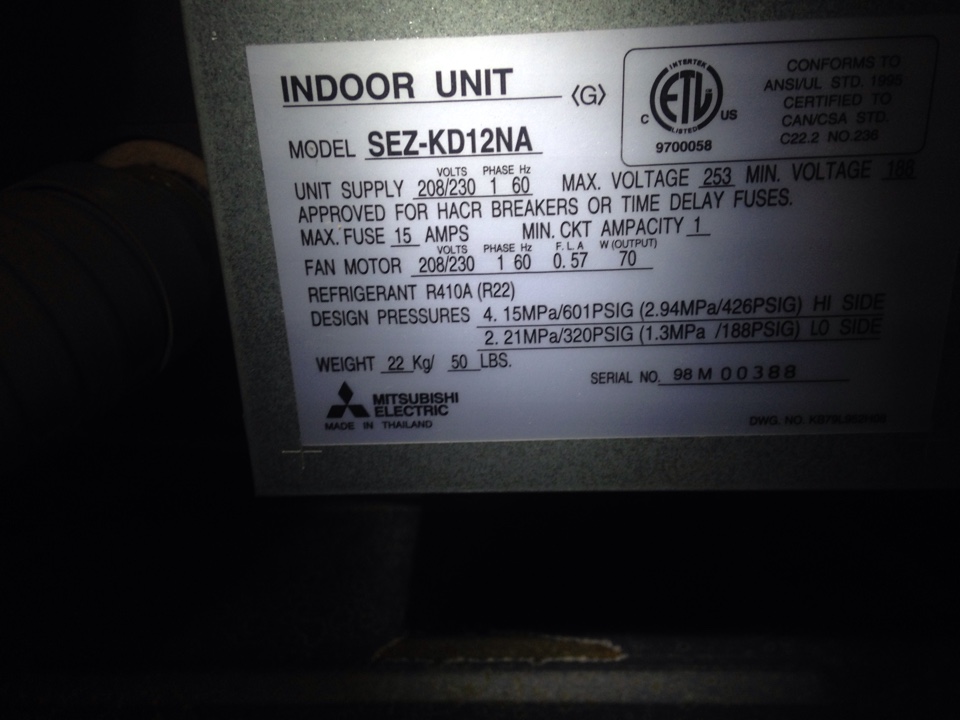 INDOOR UNIT <G>
INTERTEK
ETL
LISTED
C US
9700058
CONFORMS TO
ANSI/UL STD. 1995
CERTIFIED TO
CAN/CSA STD.
C22.2 NO.236
MODEL SEZ-KD12NA
VOLTS PHASE Hz
UNIT SUPPLY 208/230 1 60 MAX. VOLTAGE 253 MIN. VOLTAGE 188
APPROVED FOR HACR BREAKERS OR TIME DELAY FUSES.
MAX. FUSE 15 AMPS MIN. CKT AMPACITY 1
VOLTS PHASE Hz F.L.A W (OUTPUT)
FAN MOTOR 208/230 1 60 0.57 70
REFRIGERANT R410A (R22)
DESIGN PRESSURES 4.15MPa/601PSIG (2.94MPa/426PSIG) HI SIDE
2.21MPa/320PSIG (1.3MPa /188PSIG) LO SIDE
WEIGHT 22 Kg/ 50 LBS.
SERIAL NO. 98M00388
MITSUBISHI
ELECTRIC
MADE IN THAILAND
DWG. NO.